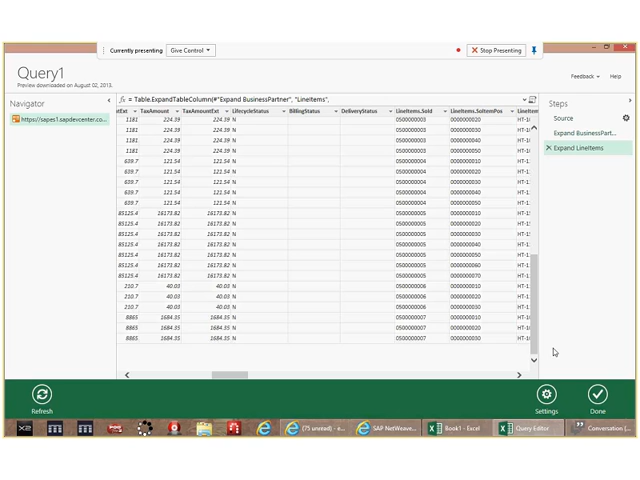 Currently presenting Give Control Stop Presenting
Query1
Preview downloaded on August 02, 2013.
Feedback Help
Navigator
https://sapes1.sapdevcenter.co...
fx = Table.ExpandTableColumn(#"Expand BusinessPartner", "LineItems",
Steps
Source
Expand BusinessPart...
Expand LineItems
TaxAmount TaxAmountExt LifecycleStatus BillingStatus DeliveryStatus LineItems.SoId LineItems.SoItemPos
1181 224.39 224.39 N 0500000003 0000000020
1181 224.39 224.39 N 0500000003 0000000030
1181 224.39 224.39 N 0500000003 0000000040
1181 224.39 224.39 N 0500000003 0000000050
639.7 121.54 121.54 N 0500000004 0000000010
639.7 121.54 121.54 N 0500000004 0000000020
639.7 121.54 121.54 N 0500000004 0000000030
639.7 121.54 121.54 N 0500000004 0000000040
639.7 121.54 121.54 N 0500000004 0000000050
85125.4 16173.82 16173.82 N 0500000005 0000000010
85125.4 16173.82 16173.82 N 0500000005 0000000020
85125.4 16173.82 16173.82 N 0500000005 0000000030
85125.4 16173.82 16173.82 N 0500000005 0000000040
85125.4 16173.82 16173.82 N 0500000005 0000000050
85125.4 16173.82 16173.82 N 0500000005 0000000060
85125.4 16173.82 16173.82 N 0500000005 0000000070
210.7 40.03 40.03 N 0500000006 0000000010
210.7 40.03 40.03 N 0500000006 0000000020
210.7 40.03 40.03 N 0500000006 0000000030
8865 1684.35 1684.35 N 0500000007 0000000010
8865 1684.35 1684.35 N 0500000007 0000000020
8865 1684.35 1684.35 N 0500000007 0000000030
Refresh Settings Done
(75 unread) - e... SAP NetWeave... Book1 - Excel Query Editor Conversation (...